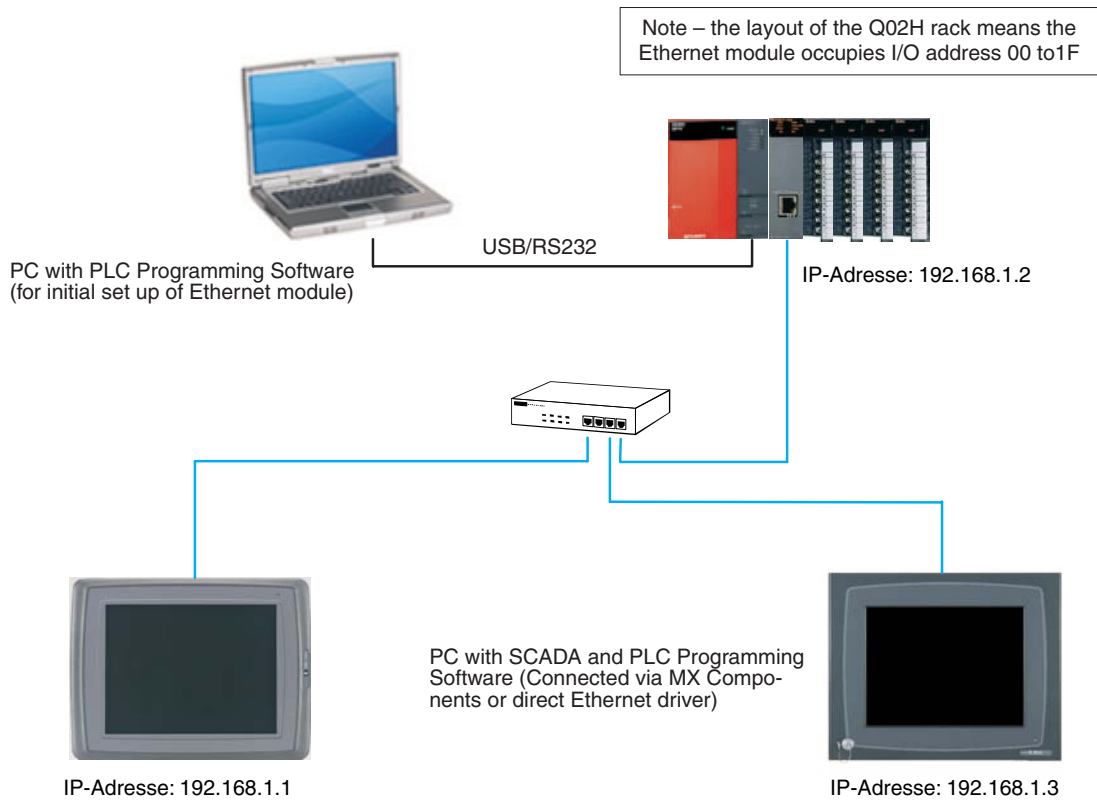 Note – the layout of the Q02H rack means the
Ethernet module occupies I/O address 00 to1F
USB/RS232
PC with PLC Programming Software
(for initial set up of Ethernet module)
IP-Adresse: 192.168.1.2
PC with SCADA and PLC Programming
Software (Connected via MX Compo-
nents or direct Ethernet driver)
IP-Adresse: 192.168.1.1
IP-Adresse: 192.168.1.3